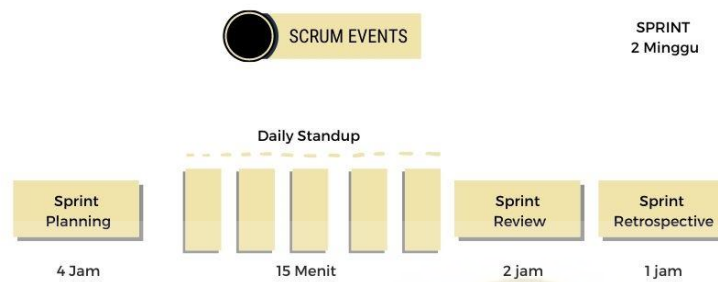 SCRUM EVENTS
SPRINT
2 Minggu
Daily Standup
Sprint
Planning
Sprint
Review
Sprint
Retrospective
4 Jam
15 Menit
2 jam
1 jam